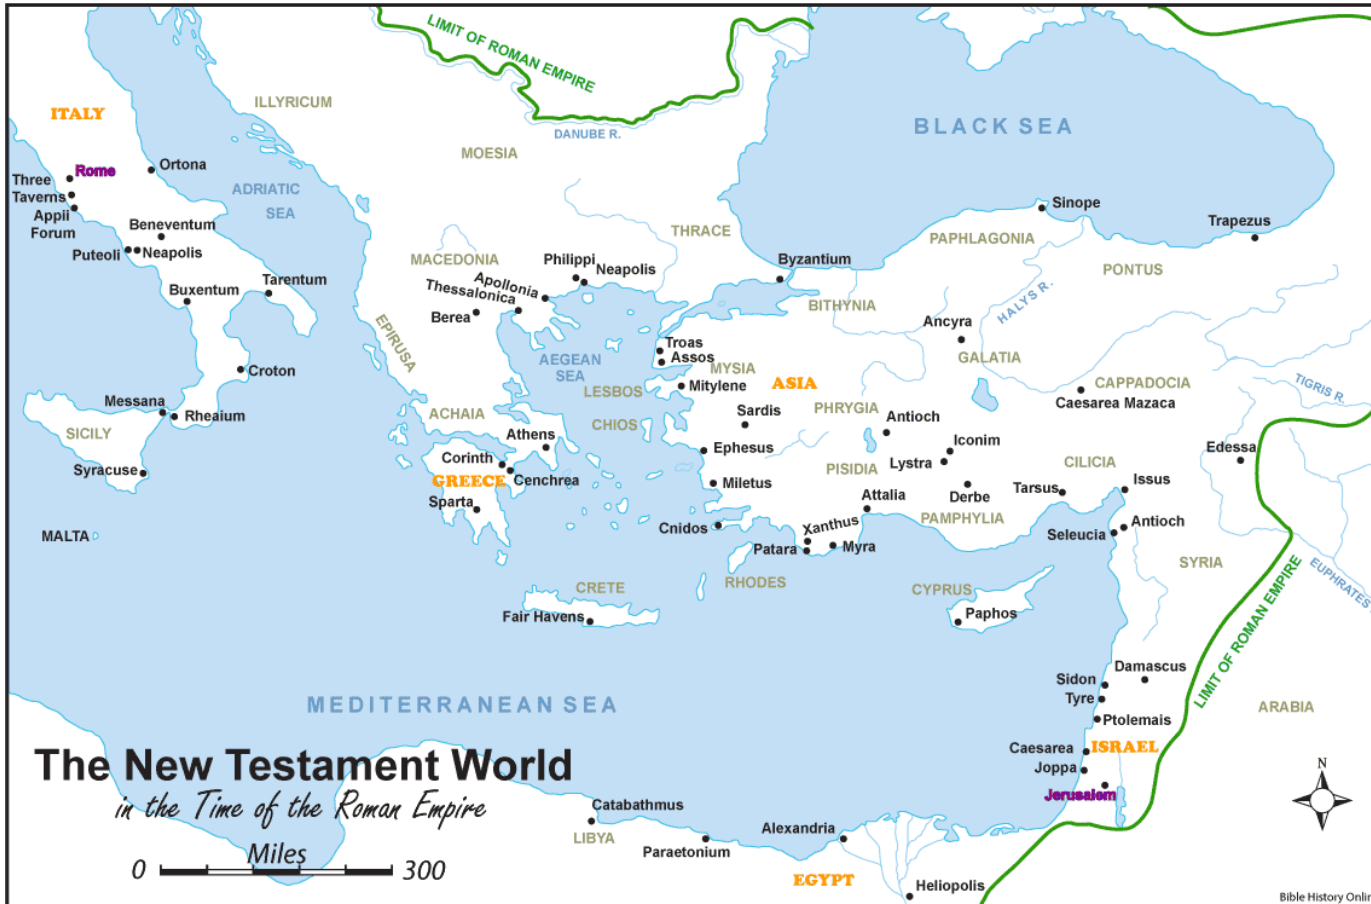 LIMIT OF ROMAN EMPIRE
ILLYRICUM
ITALY
DANUBE R.
BLACK SEA
MOESIA
Rome
Ortona
Three
Taverns
Appii
Forum
ADRIATIC
SEA
Sinope
Trapezus
Beneventum
Puteoli
Neapolis
THRACE
PAPHLAGONIA
MACEDONIA
Philippi
Neapolis
Byzantium
PONTUS
Tarentum
Buxentum
Apollonia
Thessalonica
Berea
BITHYNIA
HALYS R.
EPIRUSA
Ancyra
GALATIA
Troas
Assos
AEGEAN
SEA
MYSIA
ASIA
Croton
LESBOS
Mitylene
CAPPADOCIA
Caesarea Mazaca
TIGRIS R.
Messana
Rheaium
SICILY
ACHAIA
CHIOS
Sardis
PHRYGIA
Antioch
Athens
Corinth
Cenchrea
GREECE
Ephesus
Iconim
Lystra
Edessa
Syracuse
Sparta
Miletus
PISIDIA
Derbe
CILICIA
Tarsus
Issus
Attalia
PAMPHYLIA
MALTA
Cnidos
Xanthus
Patara
Myra
Seleucia
Antioch
SYRIA
EUPHRATES
RHODES
CRETE
CYPRUS
Fair Havens
Paphos
LIMIT OF ROMAN EMPIRE
Damascus
Sidon
Tyre
MEDITERRANEAN SEA
Ptolemais
ARABIA
Caesarea
ISRAEL
Joppa
Jerusalem
N
The New Testament World
in the Time of the Roman Empire
Miles
0 300
Catabathmus
LIBYA
Paraetonium
Alexandria
EGYPT
Heliopolis
Bible History Onlin